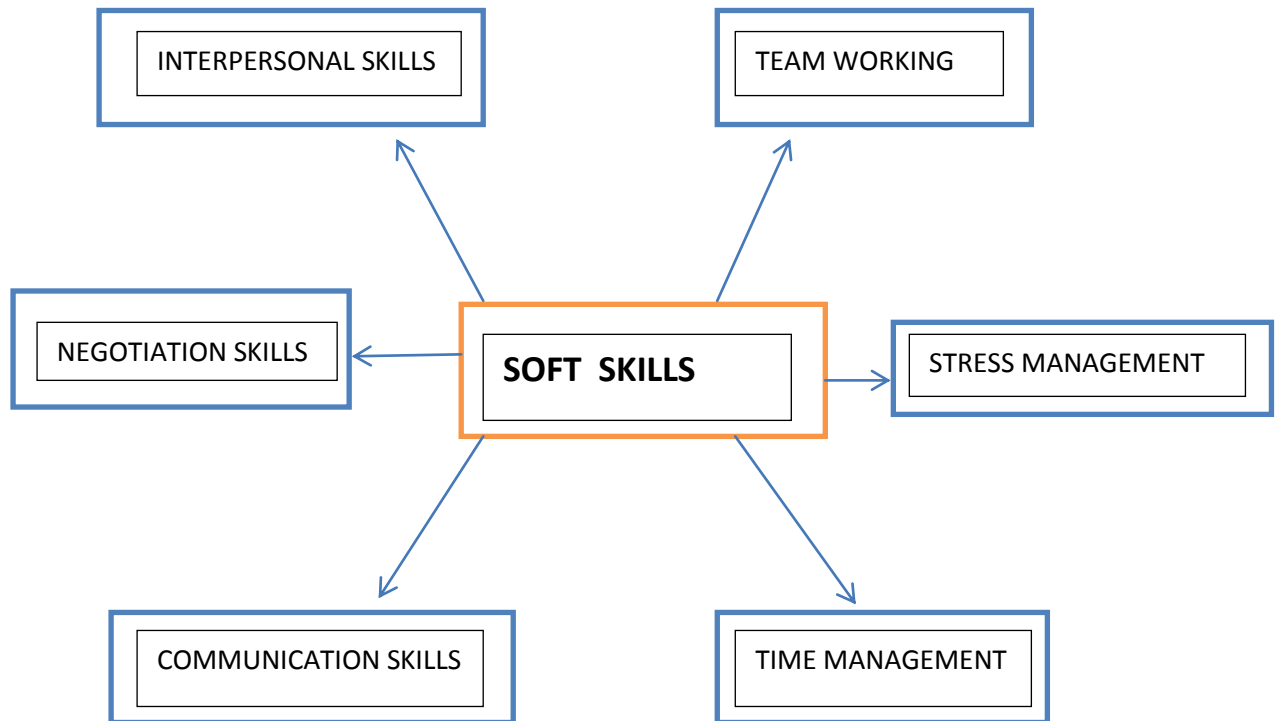 INTERPERSONAL SKILLS
TEAM WORKING
NEGOTIATION SKILLS
SOFT SKILLS
STRESS MANAGEMENT
COMMUNICATION SKILLS
TIME MANAGEMENT